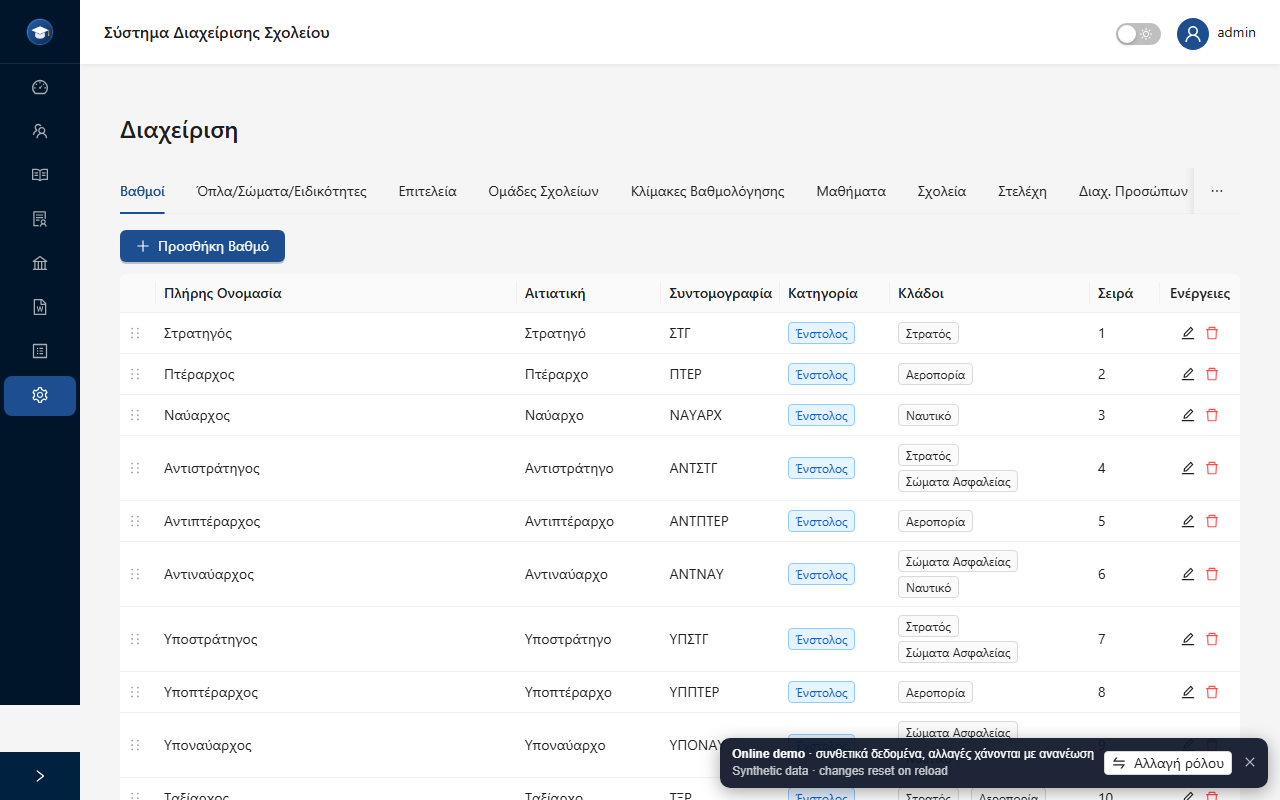 Σύστημα Διαχείρισης Σχολείου
admin
Διαχείριση
Βαθμοί Όπλα/Σώματα/Ειδικότητες Επιτελεία Ομάδες Σχολείων Κλίμακες Βαθμολόγησης Μαθήματα Σχολεία Στελέχη Διαχ. Προσώπων ···
Προσθήκη Βαθμό
Πλήρης Ονομασία Αιτιατική Συντομογραφία Κατηγορία Κλάδοι Σειρά Ενέργειες
Στρατηγός Στρατηγό ΣΤΓ Ένστολος Στρατός 1
Πτέραρχος Πτέραρχο ΠΤΕΡ Ένστολος Αεροπορία 2
Ναύαρχος Ναύαρχο ΝΑΥΑΡΧ Ένστολος Ναυτικό 3
Αντιστράτηγος Αντιστράτηγο ΑΝΤΣΤΓ Ένστολος Στρατός Σώματα Ασφαλείας 4
Αντιπτέραρχος Αντιπτέραρχο ΑΝΤΠΤΕΡ Ένστολος Αεροπορία 5
Αντιναύαρχος Αντιναύαρχο ΑΝΤΝΑΥ Ένστολος Σώματα Ασφαλείας Ναυτικό 6
Υποστράτηγος Υποστράτηγο ΥΠΣΤΓ Ένστολος Στρατός Σώματα Ασφαλείας 7
Υποπτέραρχος Υποπτέραρχο ΥΠΠΤΕΡ Ένστολος Αεροπορία 8
Υποναύαρχος Υποναύαρχο ΥΠΟΝΑΥ Σώματα Ασφαλείας
Ταξίαρχος Ταξίαρχο ΤΞΡ Ένστολος Στρατός Αεροπορία 10
Online demo · συνθετικά δεδομένα, αλλαγές χάνονται με ανανέωση
Synthetic data · changes reset on reload
Αλλαγή ρόλου